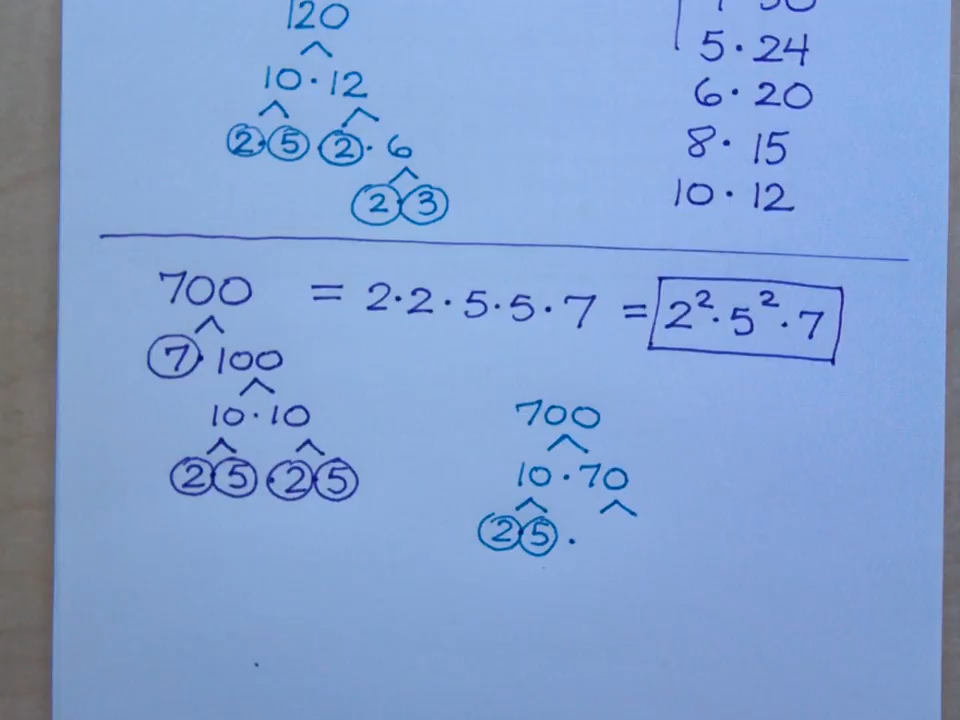 120
10 · 12
2 · 5 2 · 6
2 3
5 · 24
6 · 20
8 · 15
10 · 12
700 = 2 · 2 · 5 · 5 · 7 = 2² · 5² · 7
7 · 100
10 · 10
2 · 5 · 2 · 5
700
10 · 70
2 · 5 ·